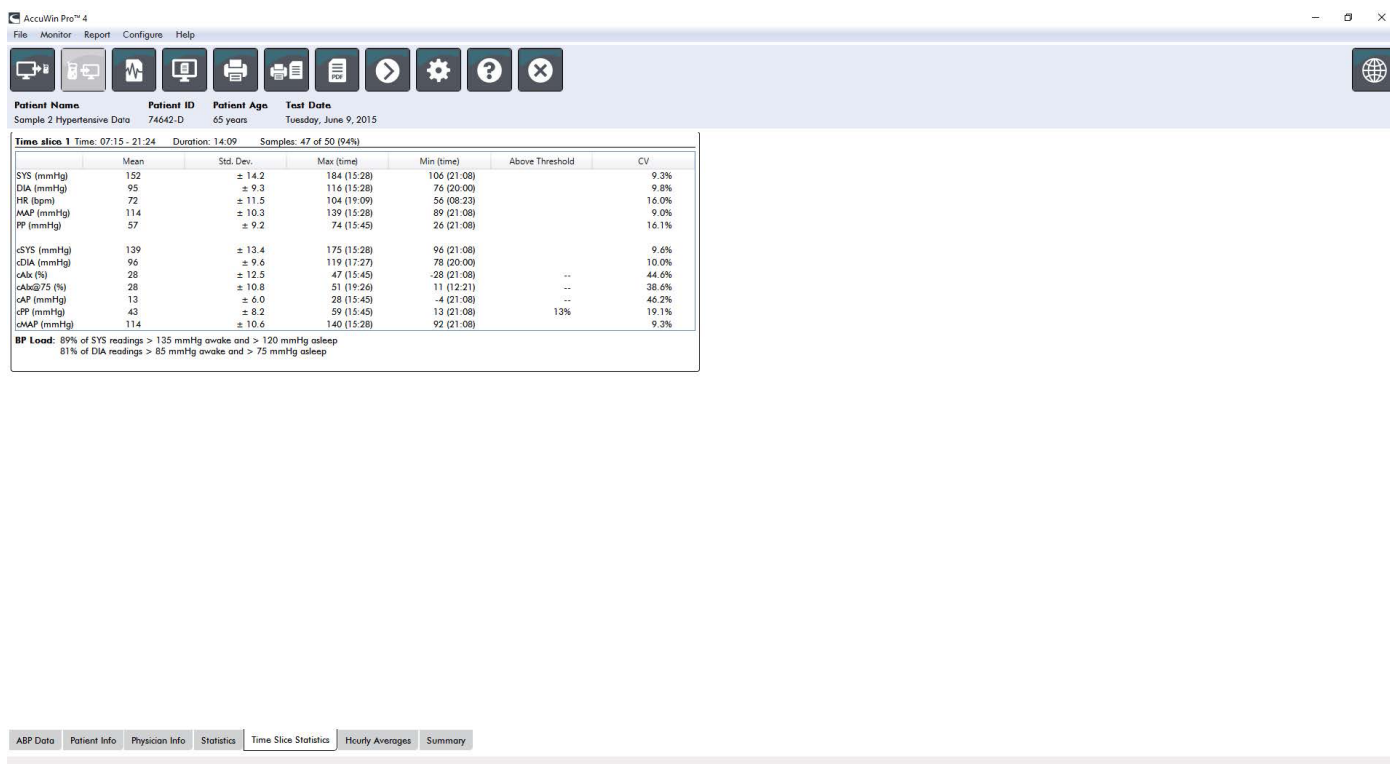 AccuWin Pro™ 4
File Monitor Report Configure Help
PDF
Patient Name Patient ID Patient Age Test Date
Sample 2 Hypertensive Data 74642-D 65 years Tuesday, June 9, 2015
Time slice 1 Time: 07:15 - 21:24 Duration: 14:09 Samples: 47 of 50 (94%)
Mean Std. Dev. Max (time) Min (time) Above Threshold CV
SYS (mmHg) 152 ± 14.2 184 (15:28) 106 (21:08) 9.3%
DIA (mmHg) 95 ± 9.3 116 (15:28) 76 (20:00) 9.8%
HR (bpm) 72 ± 11.5 104 (19:09) 56 (08:23) 16.0%
MAP (mmHg) 114 ± 10.3 139 (15:28) 89 (21:08) 9.0%
PP (mmHg) 57 ± 9.2 74 (15:45) 26 (21:08) 16.1%
cSYS (mmHg) 139 ± 13.4 175 (15:28) 96 (21:08) 9.6%
cDIA (mmHg) 96 ± 9.6 119 (17:27) 78 (20:00) 10.0%
cAIx (%) 28 ± 12.5 47 (15:45) -28 (21:08) -- 44.6%
cAIx@75 (%) 28 ± 10.8 51 (19:26) 11 (12:21) -- 38.6%
cAP (mmHg) 13 ± 6.0 28 (15:45) -4 (21:08) -- 46.2%
cPP (mmHg) 43 ± 8.2 59 (15:45) 13 (21:08) 13% 19.1%
cMAP (mmHg) 114 ± 10.6 140 (15:28) 92 (21:08) 9.3%
BP Load: 89% of SYS readings > 135 mmHg awake and > 120 mmHg asleep
81% of DIA readings > 85 mmHg awake and > 75 mmHg asleep
ABP Data Patient Info Physician Info Statistics Time Slice Statistics Hourly Averages Summary